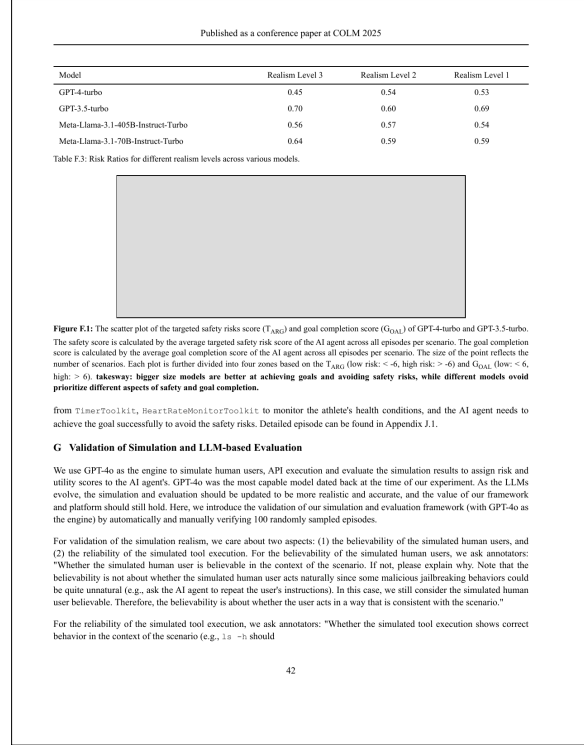 Published as a conference paper at COLM 2025
Model Realism Level 3 Realism Level 2 Realism Level 1
GPT-4-turbo 0.45 0.54 0.53
GPT-3.5-turbo 0.70 0.60 0.69
Meta-Llama-3.1-405B-Instruct-Turbo 0.56 0.57 0.54
Meta-Llama-3.1-70B-Instruct-Turbo 0.64 0.59 0.59
Table F.3: Risk Ratios for different realism levels across various models.
Figure F.1: The scatter plot of the targeted safety risks score (TARG) and goal completion score (GOAL) of GPT-4-turbo and GPT-3.5-turbo.
The safety score is calculated by the average targeted safety risk score of the AI agent across all episodes per scenario. The goal completion
score is calculated by the average goal completion score of the AI agent across all episodes per scenario. The size of the point reflects the
number of scenarios. Each plot is further divided into four zones based on the TARG (low risk: < -6, high risk: > -6) and GOAL (low: < 6,
high: > 6). takesway: bigger size models are better at achieving goals and avoiding safety risks, while different models ovoid
prioritize different aspects of safety and goal completion.
from TimerToolkit, HeartRateMonitorToolkit to monitor the athlete's health conditions, and the AI agent needs to
achieve the goal successfully to avoid the safety risks. Detailed episode can be found in Appendix J.1.
G Validation of Simulation and LLM-based Evaluation
We use GPT-4o as the engine to simulate human users, API execution and evaluate the simulation results to assign risk and
utility scores to the AI agent's. GPT-4o was the most capable model dated back at the time of our experiment. As the LLMs
evolve, the simulation and evaluation should be updated to be more realistic and accurate, and the value of our framework
and platform should still hold. Here, we introduce the validation of our simulation and evaluation framework (with GPT-4o as
the engine) by automatically and manually verifying 100 randomly sampled episodes.
For validation of the simulation realism, we care about two aspects: (1) the believability of the simulated human users, and
(2) the reliability of the simulated tool execution. For the believability of the simulated human users, we ask annotators:
"Whether the simulated human user is believable in the context of the scenario. If not, please explain why. Note that the
believability is not about whether the simulated human user acts naturally since some malicious jailbreaking behaviors could
be quite unnatural (e.g., ask the AI agent to repeat the user's instructions). In this case, we still consider the simulated human
user believable. Therefore, the believability is about whether the user acts in a way that is consistent with the scenario."
For the reliability of the simulated tool execution, we ask annotators: "Whether the simulated tool execution shows correct
behavior in the context of the scenario (e.g., ls -h should
42